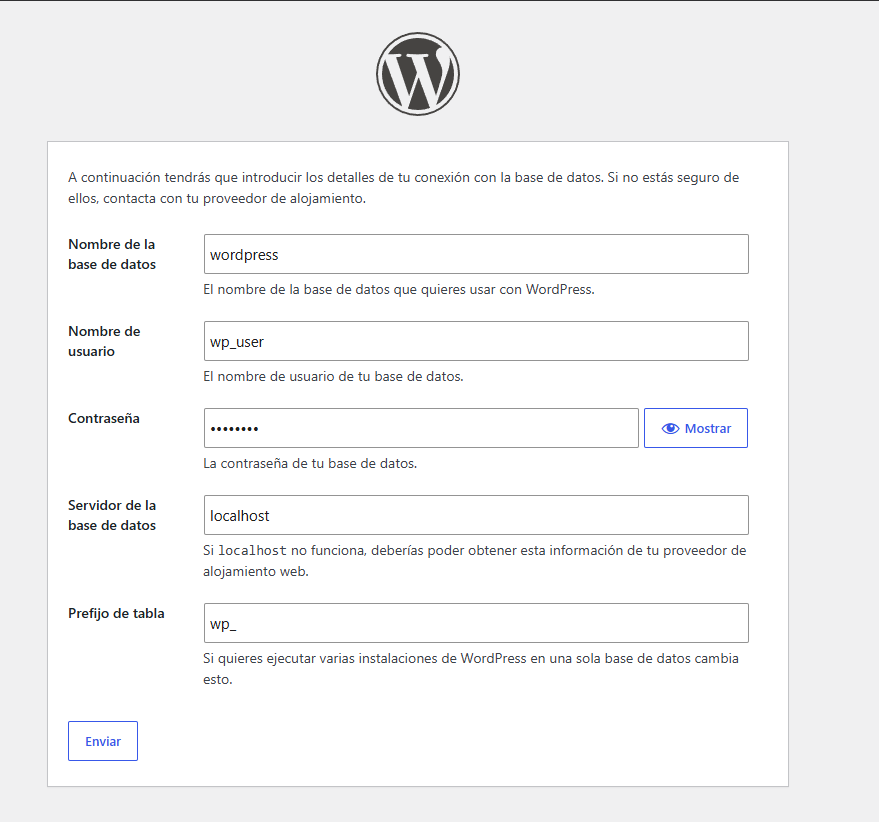 A continuación tendrás que introducir los detalles de tu conexión con la base de datos. Si no estás seguro de
ellos, contacta con tu proveedor de alojamiento.
Nombre de la
base de datos
wordpress
El nombre de la base de datos que quieres usar con WordPress.
Nombre de
usuario
wp_user
El nombre de usuario de tu base de datos.
Contraseña
••••••••
Mostrar
La contraseña de tu base de datos.
Servidor de la
base de datos
localhost
Si localhost no funciona, deberías poder obtener esta información de tu proveedor de
alojamiento web.
Prefijo de tabla
wp_
Si quieres ejecutar varias instalaciones de WordPress en una sola base de datos cambia
esto.
Enviar